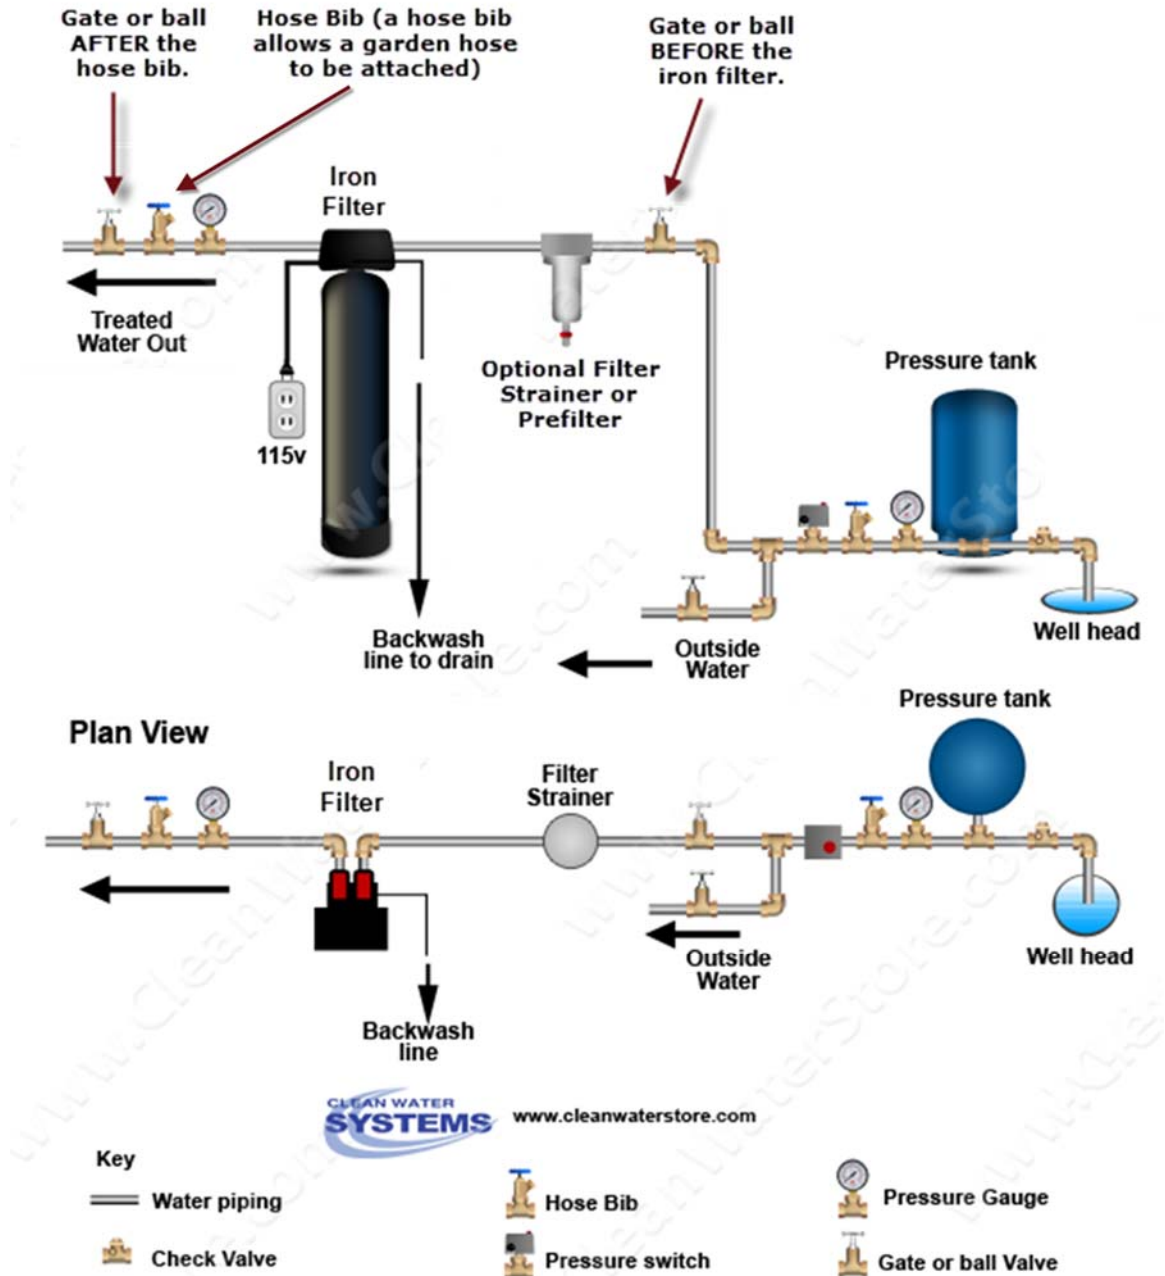 Gate or ball
AFTER the
hose bib.
Hose Bib (a hose bib
allows a garden hose
to be attached)
Gate or ball
BEFORE the
iron filter.
Iron
Filter
Treated
Water Out
115v
Optional Filter
Strainer or
Prefilter
Pressure tank
Backwash
line to drain
Outside
Water
Well head
Plan View
Pressure tank
Iron
Filter
Filter
Strainer
Outside
Water
Well head
Backwash
line
CLEAN WATER
SYSTEMS
www.cleanwaterstore.com
Key
Water piping
Hose Bib
Pressure Gauge
Check Valve
Pressure switch
Gate or ball Valve
www.CleanWaterStore.com